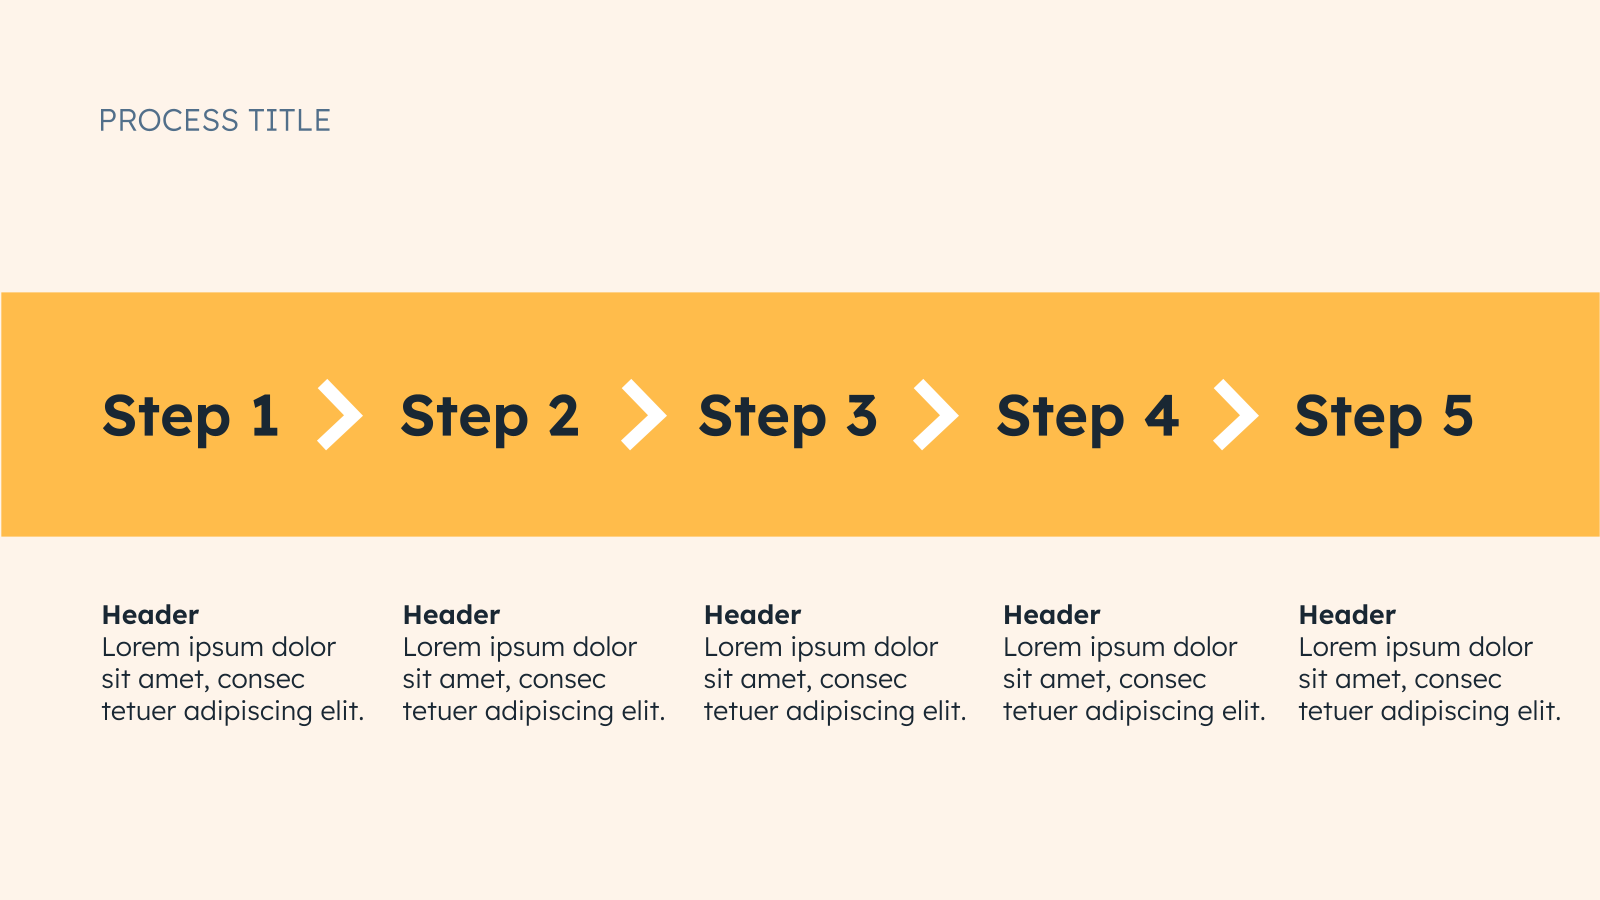 PROCESS TITLE
Step 1
Step 2
Step 3
Step 4
Step 5
Header
Lorem ipsum dolor
sit amet, consec
tetuer adipiscing elit.
Header
Lorem ipsum dolor
sit amet, consec
tetuer adipiscing elit.
Header
Lorem ipsum dolor
sit amet, consec
tetuer adipiscing elit.
Header
Lorem ipsum dolor
sit amet, consec
tetuer adipiscing elit.
Header
Lorem ipsum dolor
sit amet, consec
tetuer adipiscing elit.